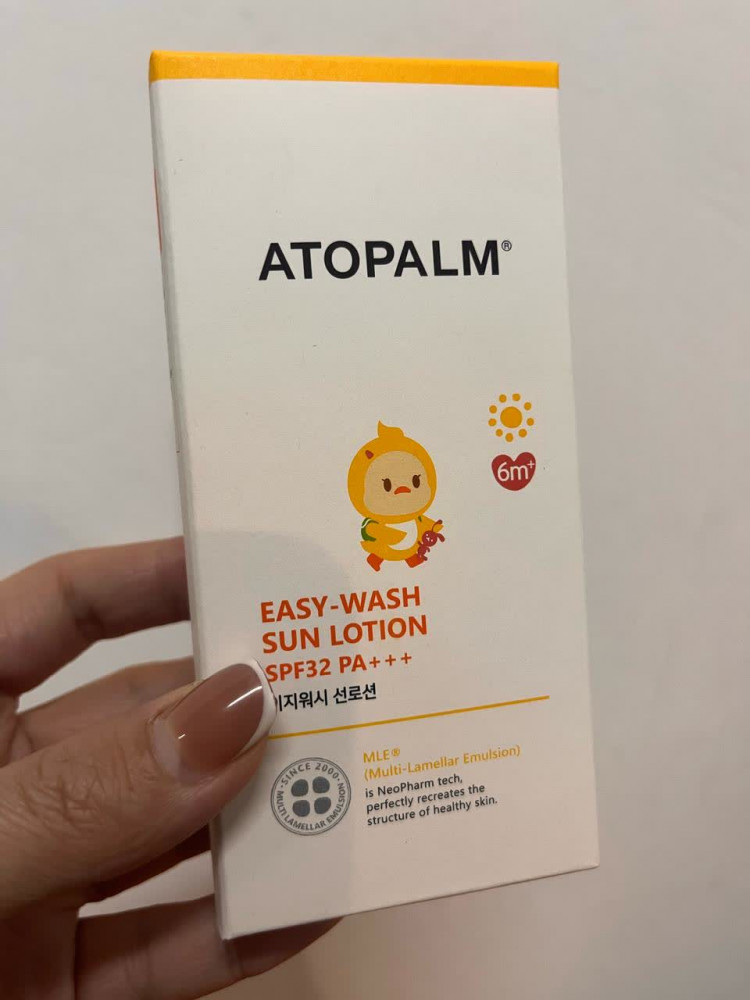 ATOPALM®
6m+
EASY-WASH
SUN LOTION
SPF32 PA+++
이지워시 선로션
MLE®
(Multi-Lamellar Emulsion)
is NeoPharm tech,
perfectly recreates the
structure of healthy skin.
·SINCE 2000·
MULTI LAMELLAR EMULSION